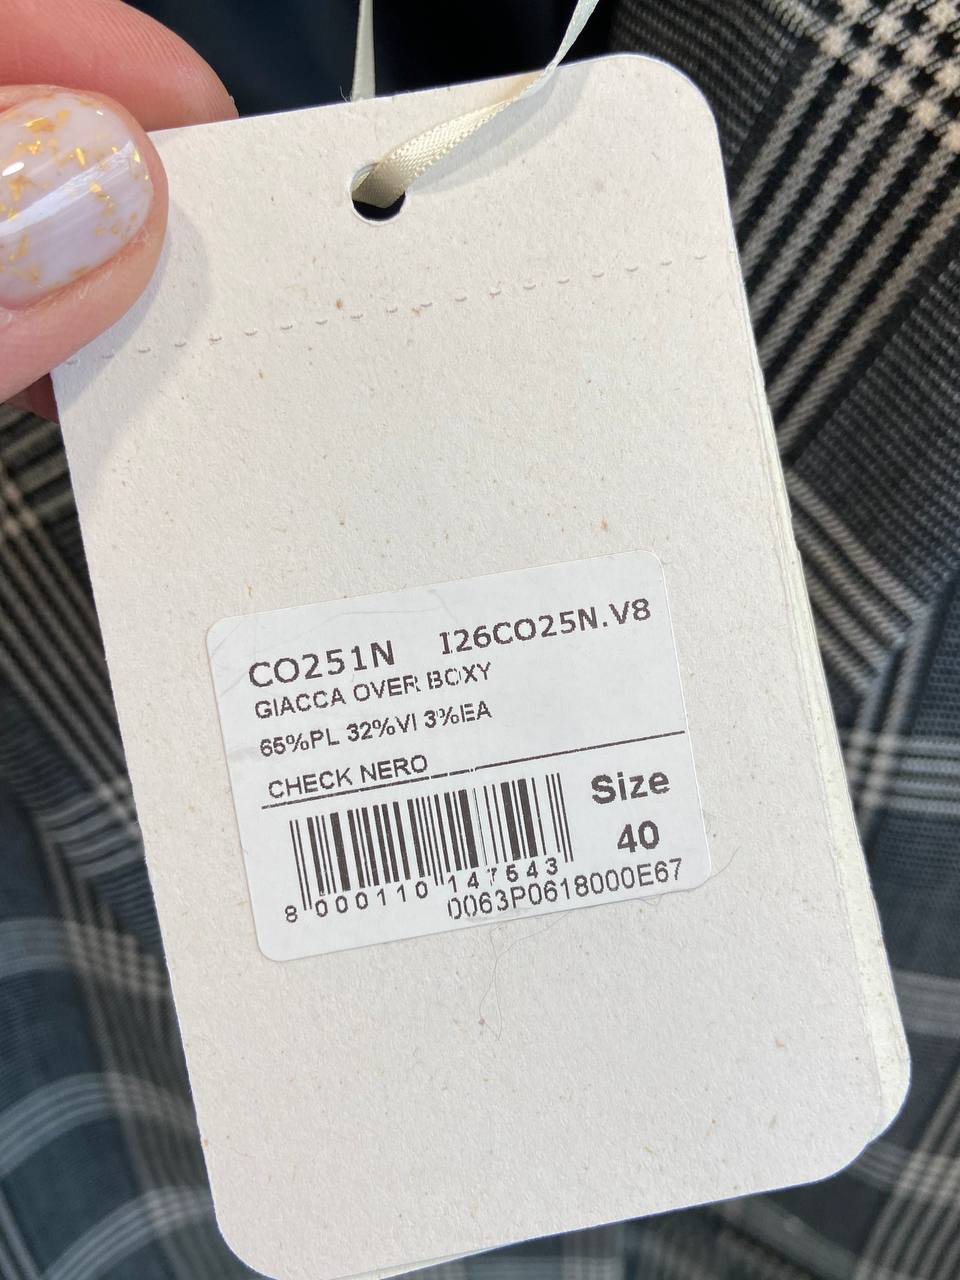 CO251N I26CO25N.V8
GIACCA OVER BOXY
65%PL 32%VI 3%EA
CHECK NERO
Size
40
8 000110 147543
0063P0618000E67